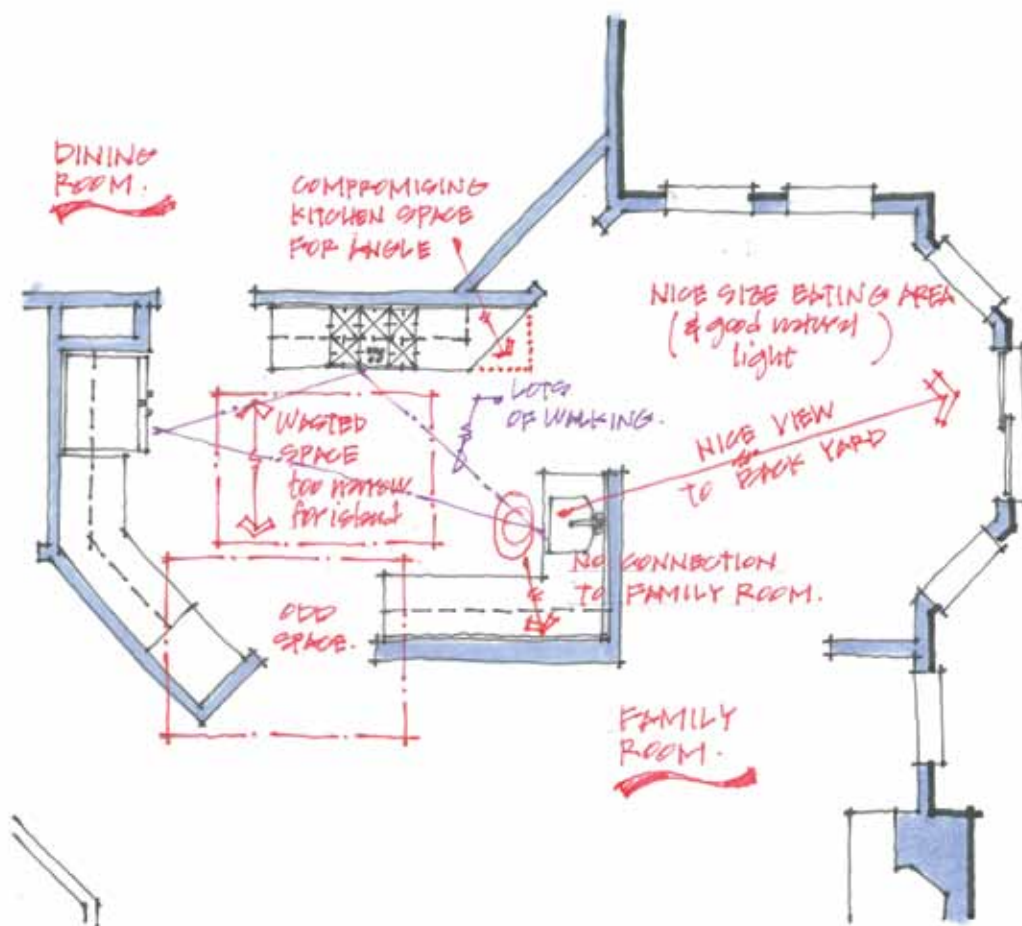 DINING
ROOM.
COMPROMISING
KITCHEN SPACE
FOR ANGLE
NICE SIZE EATING AREA
(& good natural
light)
LOTS
OF WALKING.
WASTED
SPACE
too narrow
for island
NICE VIEW
TO BACK YARD
NO CONNECTION
TO FAMILY ROOM.
ODD
SPACE.
FAMILY
ROOM.